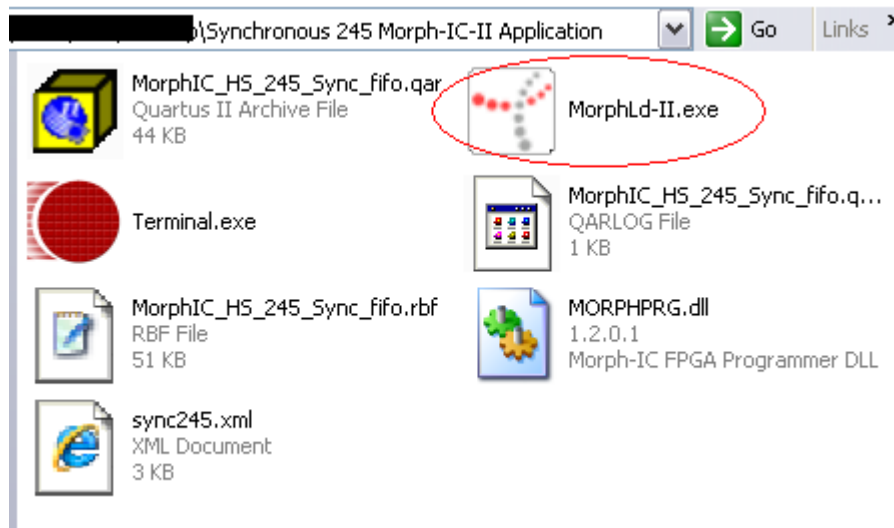 \Synchronous 245 Morph-IC-II Application
Go
Links
MorphIC_HS_245_Sync_fifo.qar
Quartus II Archive File
44 KB
MorphLd-II.exe
Terminal.exe
MorphIC_HS_245_Sync_fifo.q...
QARLOG File
1 KB
MorphIC_HS_245_Sync_fifo.rbf
RBF File
51 KB
MORPHPRG.dll
1.2.0.1
Morph-IC FPGA Programmer DLL
sync245.xml
XML Document
3 KB